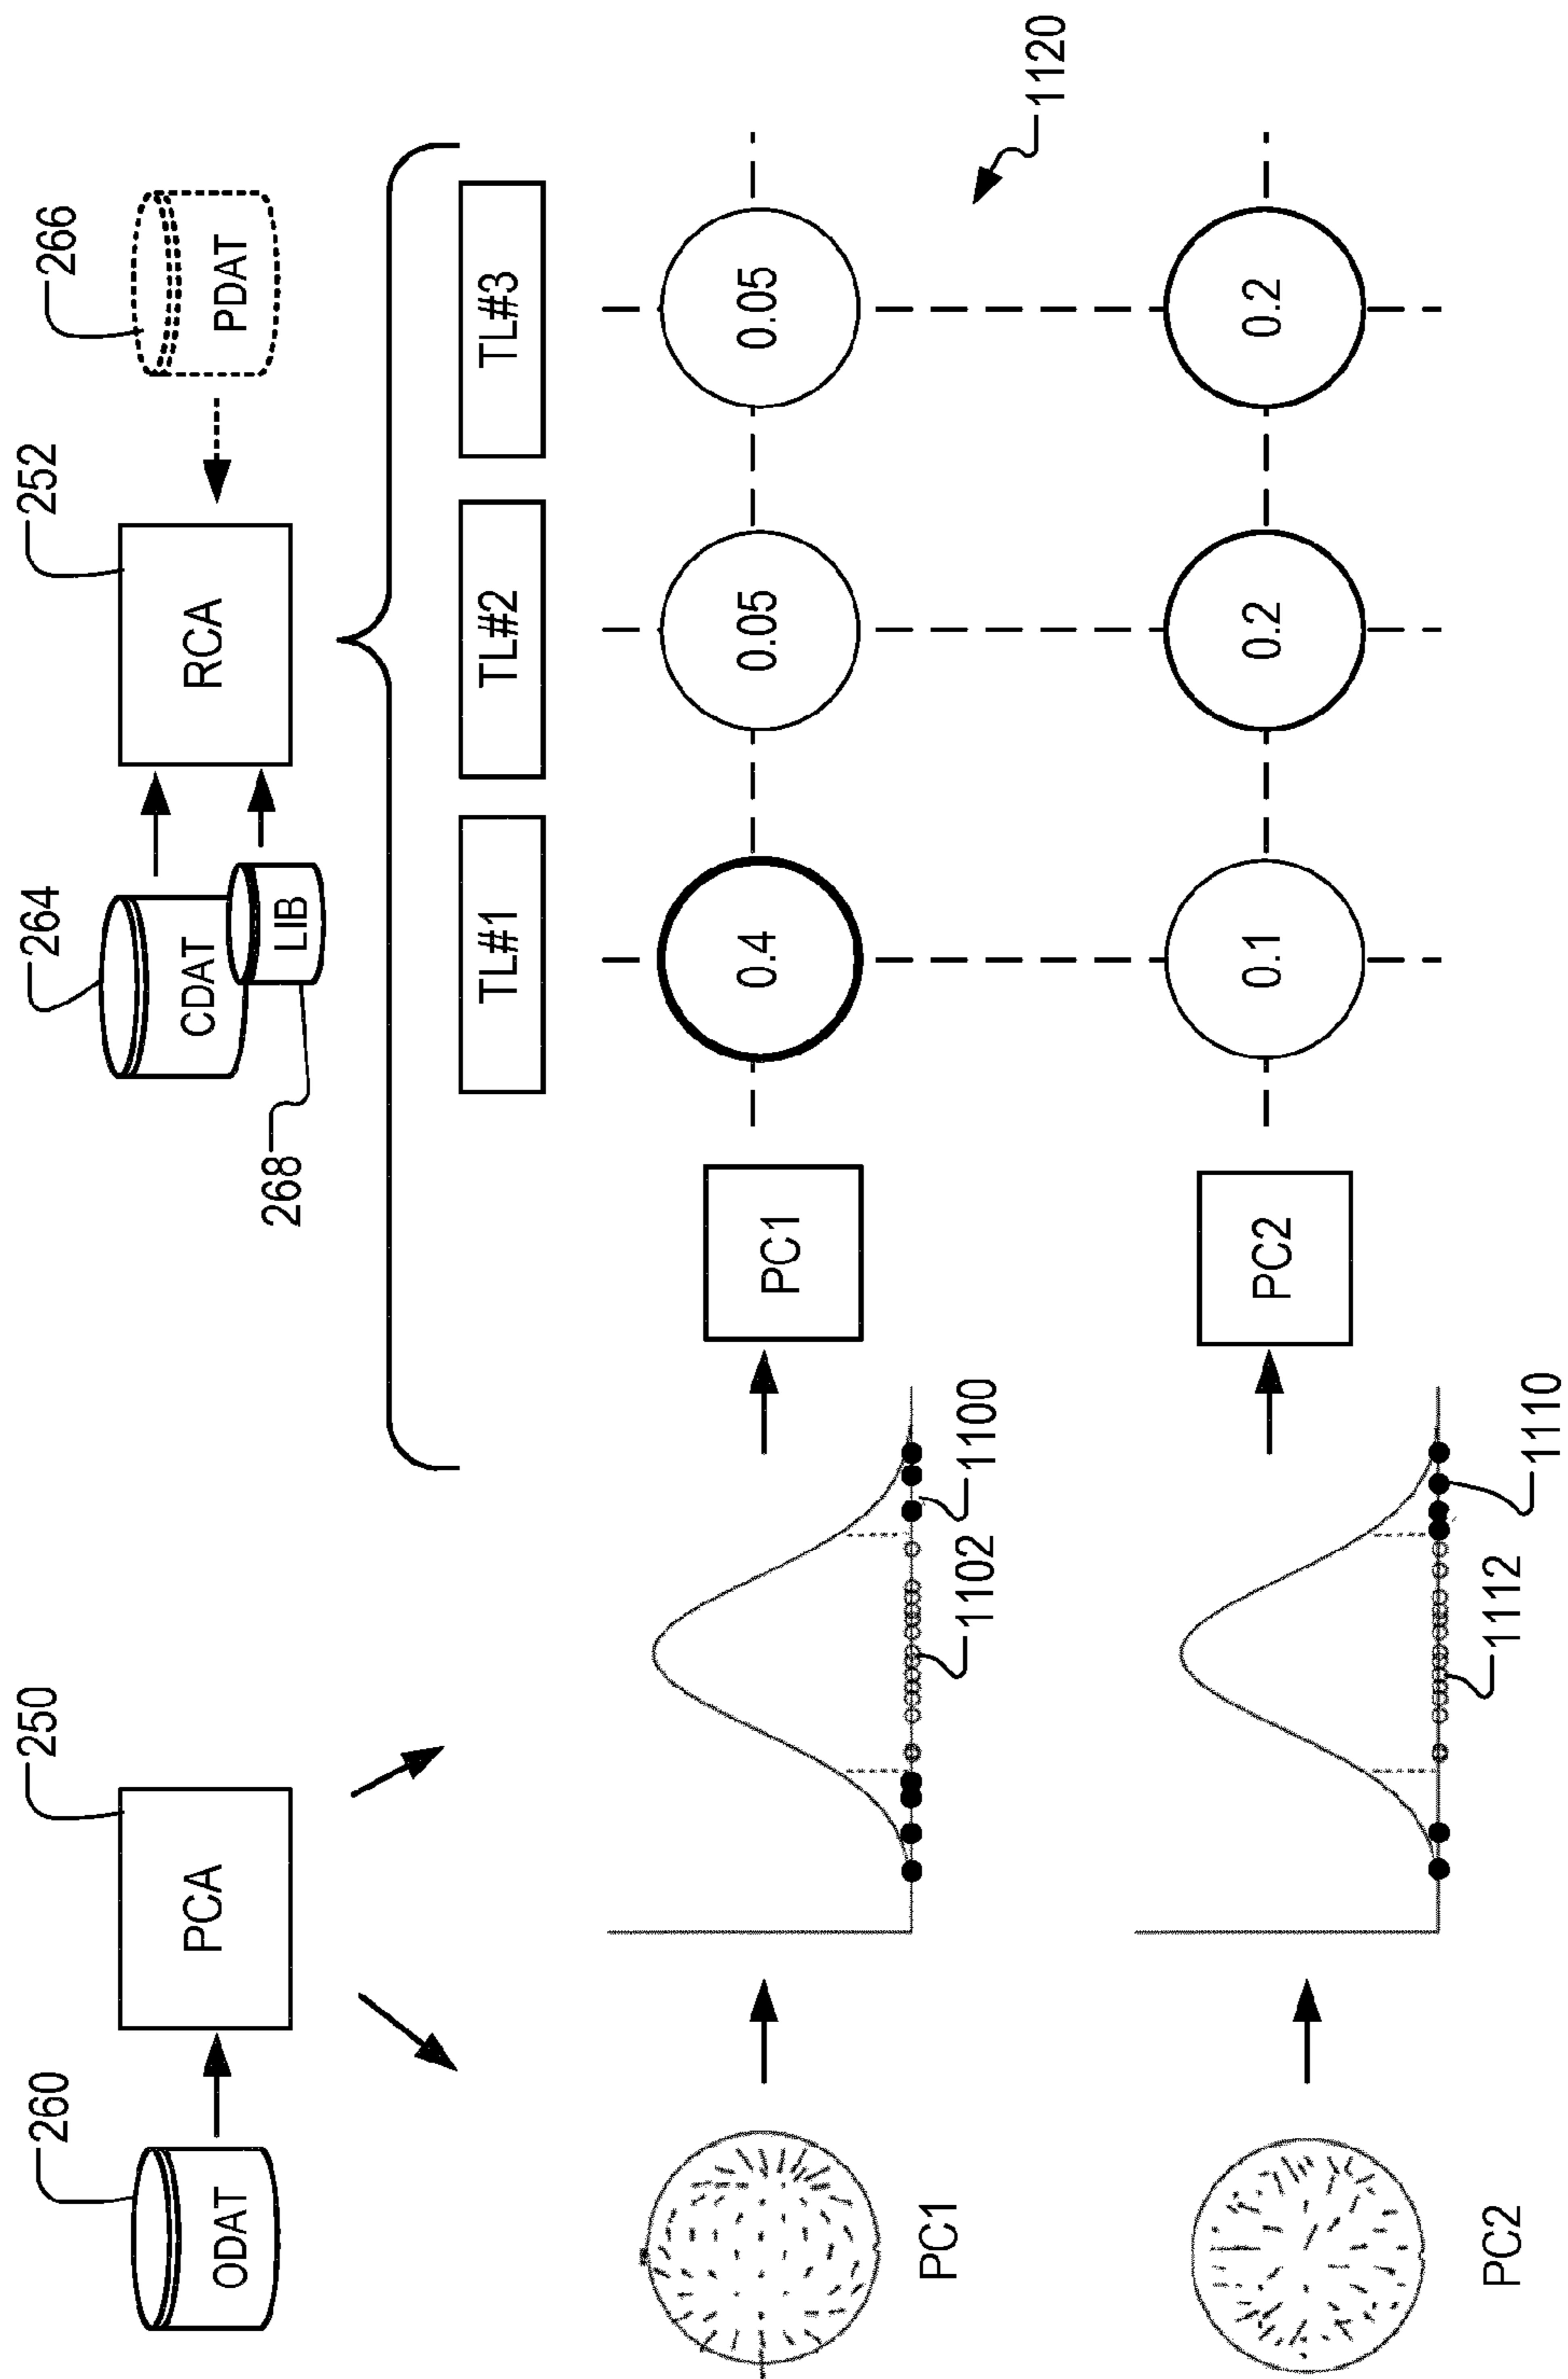 260
250
264
252
266
ODAT
PCA
CDAT
RCA
PDAT
LIB
268
TL#1
TL#2
TL#3
PC1
1102
1100
PC1
0.4
0.05
0.05
1120
PC2
1112
1110
PC2
0.1
0.2
0.2